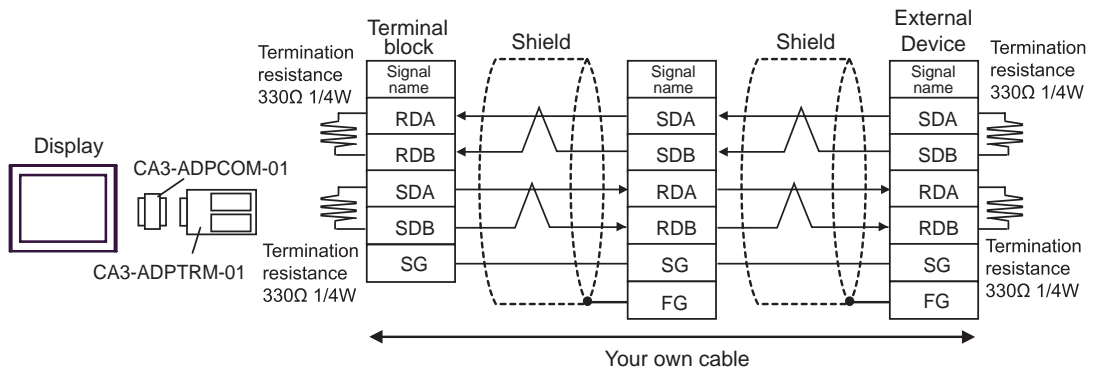 Display
CA3-ADPCOM-01
CA3-ADPTRM-01
Termination
resistance
330Ω 1/4W
Termination
resistance
330Ω 1/4W
Terminal
block
Signal
name
RDA
RDB
SDA
SDB
SG
Shield
Signal
name
SDA
SDB
RDA
RDB
SG
FG
Shield
External
Device
Signal
name
SDA
SDB
RDA
RDB
SG
FG
Termination
resistance
330Ω 1/4W
Termination
resistance
330Ω 1/4W
Your own cable